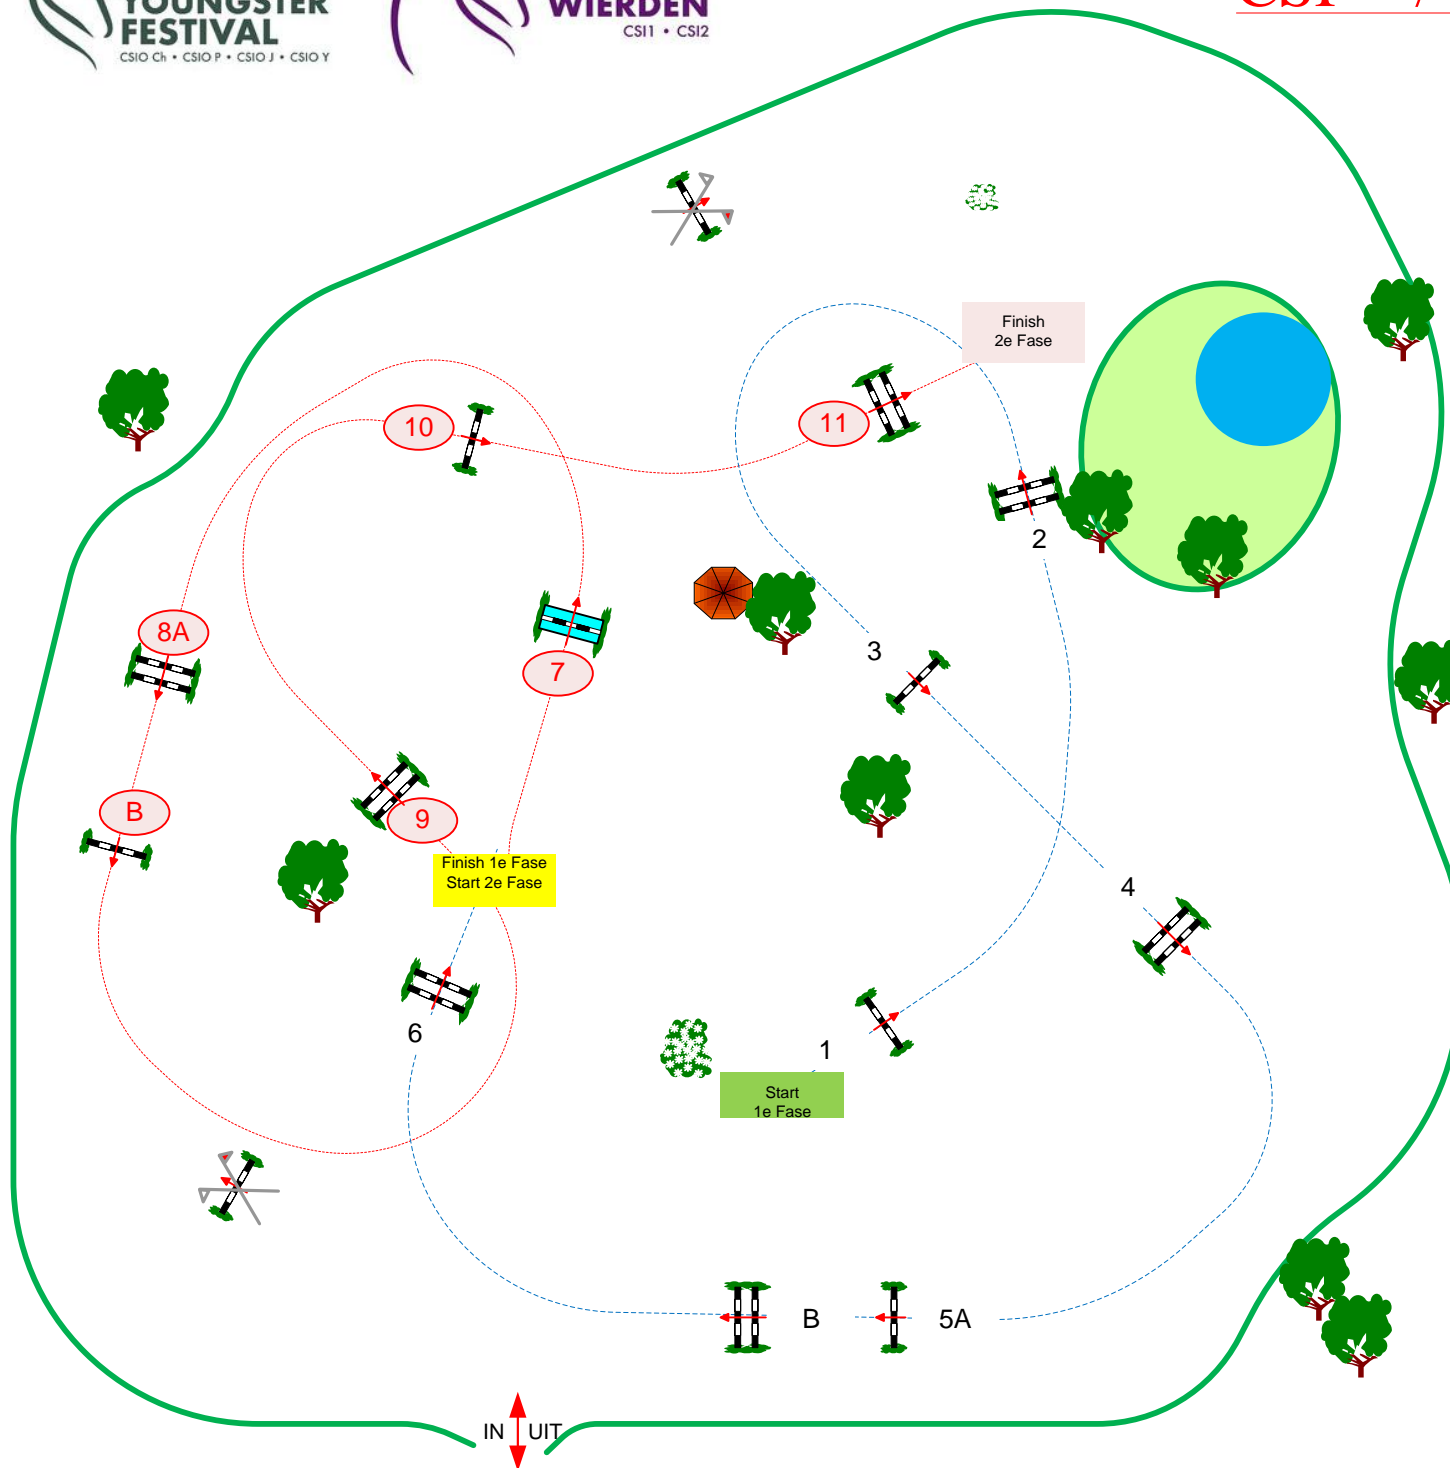 YOUNGSTER
FESTIVAL
CSIO Ch • CSIO P • CSIO J • CSIO Y
WIERDEN
CSI1 • CSI2
Finish
2e Fase
10
11
2
8A
3
7
B
9
Finish 1e Fase
Start 2e Fase
4
6
1
Start
1e Fase
B
5A
IN
UIT